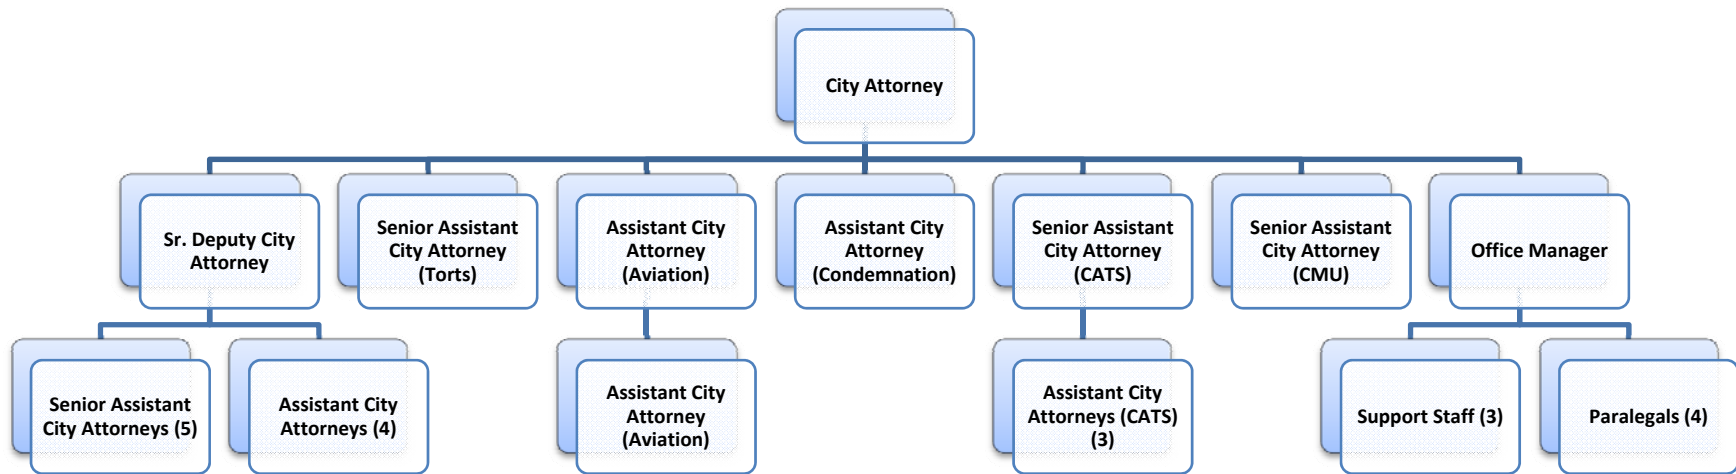 City Attorney
Sr. Deputy City
Attorney
Senior Assistant
City Attorney
(Torts)
Assistant City
Attorney
(Aviation)
Assistant City
Attorney
(Condemnation)
Senior Assistant
City Attorney
(CATS)
Senior Assistant
City Attorney
(CMU)
Office Manager
Senior Assistant
City Attorneys (5)
Assistant City
Attorneys (4)
Assistant City
Attorney
(Aviation)
Assistant City
Attorneys (CATS)
(3)
Support Staff (3)
Paralegals (4)